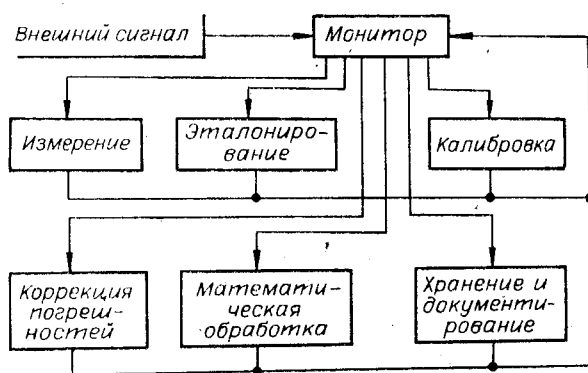 Внешний сигнал
Монитор
Измерение
Эталониро-
вание
Калибровка
Коррекция
погреш-
ностей
Математи-
ческая
обработка
Хранение и
документи-
рование